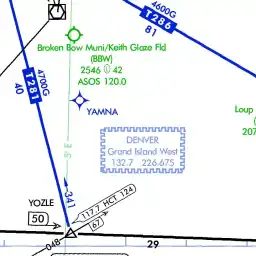 4600G
T286
81
Broken Bow Muni/Keith Glaze Fld
(BBW)
2546 Ⓛ 42
ASOS 120.0
4700G
T281
40
YAMNA
Loup
(
207
DENVER
Grand Island West
132.7 226.675
341
117.7 HCT 124
(67)
YOZLE
50
048
29